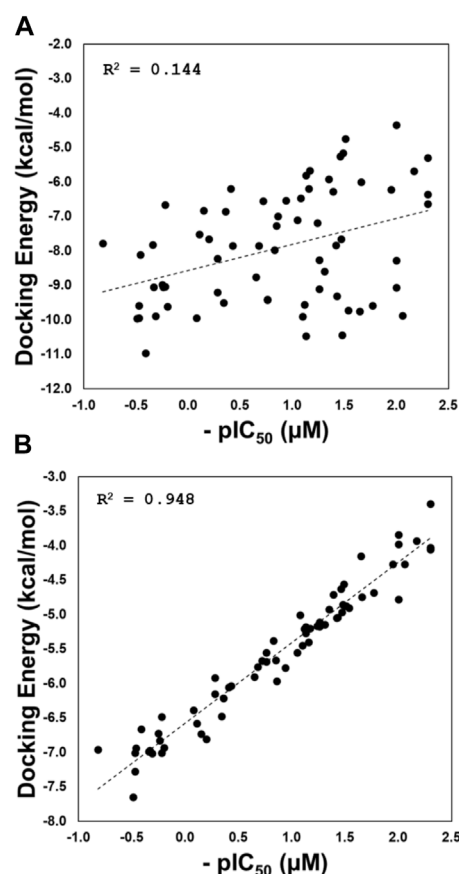 A
R² = 0.144
Docking Energy (kcal/mol)
-2.0
-3.0
-4.0
-5.0
-6.0
-7.0
-8.0
-9.0
-10.0
-11.0
-12.0
-1.0 -0.5 0.0 0.5 1.0 1.5 2.0 2.5
- pIC₅₀ (μM)
B
R² = 0.948
Docking Energy (kcal/mol)
-3.0
-3.5
-4.0
-4.5
-5.0
-5.5
-6.0
-6.5
-7.0
-7.5
-8.0
-1.0 -0.5 0.0 0.5 1.0 1.5 2.0 2.5
- pIC₅₀ (μM)